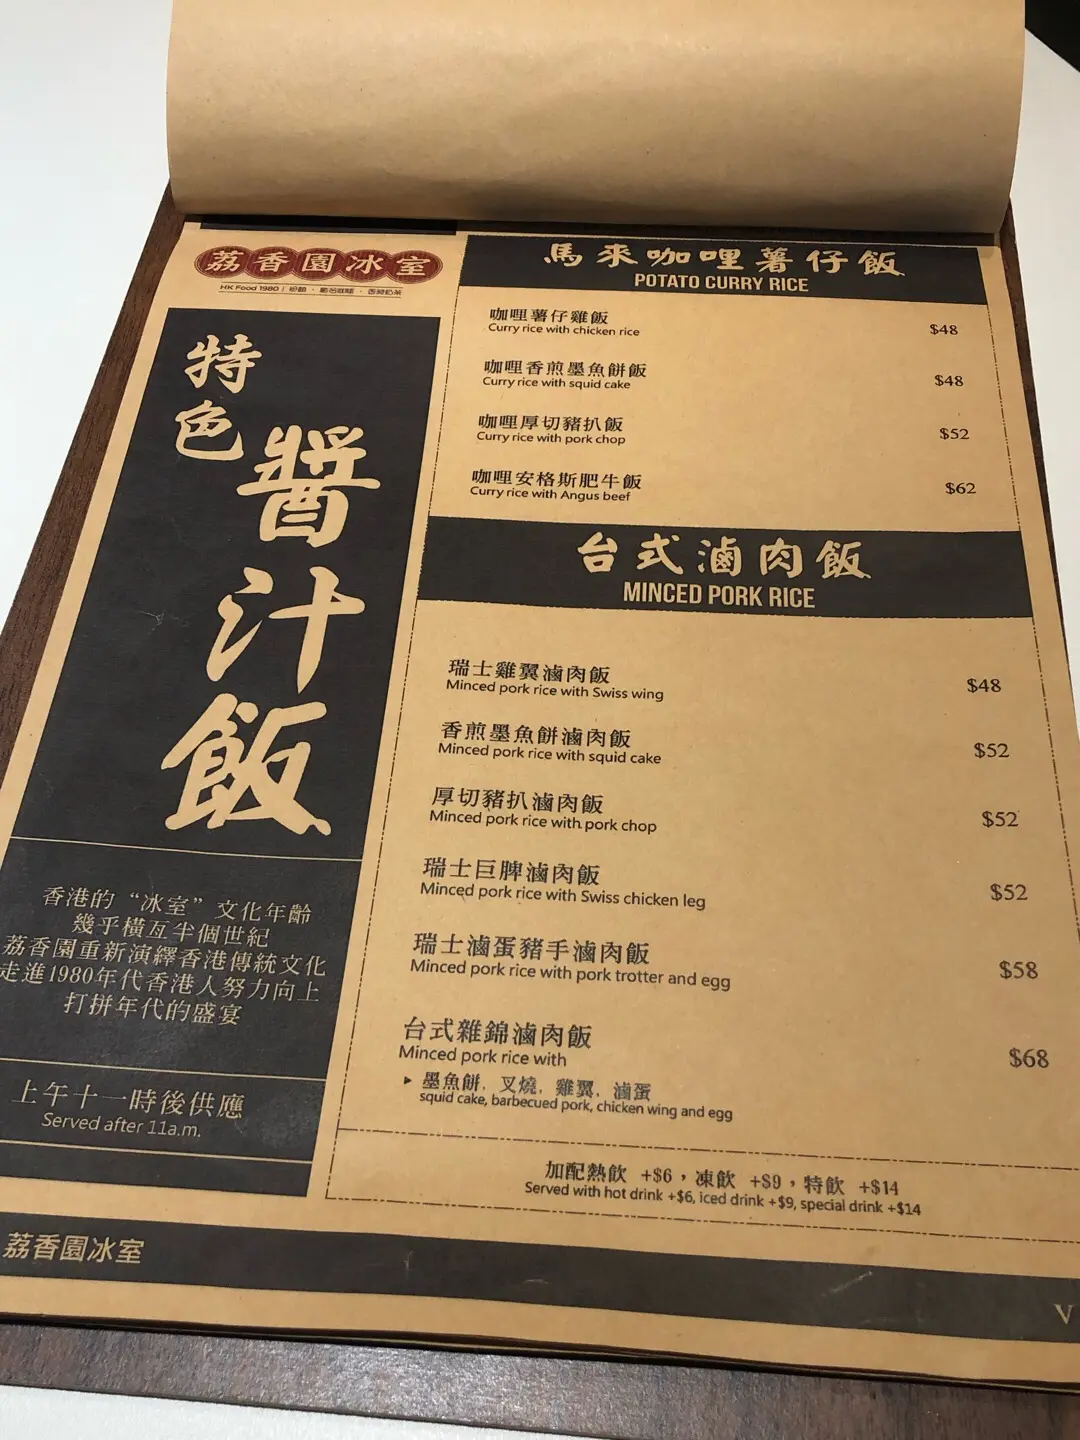 荔香園冰室
HK Food 1980
特色
醬汁飯
香港的“冰室”文化年齡
幾乎橫亙半個世紀
荔香園重新演繹香港傳統文化
走進1980年代香港人努力向上
打拼年代的盛宴
上午十一時後供應
Served after 11a.m.
馬來咖哩薯仔飯
POTATO CURRY RICE
咖哩薯仔雞飯 $48
Curry rice with chicken rice
咖哩香煎墨魚餅飯 $48
Curry rice with squid cake
咖哩厚切豬扒飯 $52
Curry rice with pork chop
咖哩安格斯肥牛飯 $62
Curry rice with Angus beef
台式滷肉飯
MINCED PORK RICE
瑞士雞翼滷肉飯 $48
Minced pork rice with Swiss wing
香煎墨魚餅滷肉飯 $52
Minced pork rice with squid cake
厚切豬扒滷肉飯 $52
Minced pork rice with pork chop
瑞士巨脾滷肉飯 $52
Minced pork rice with Swiss chicken leg
瑞士滷蛋豬手滷肉飯 $58
Minced pork rice with pork trotter and egg
台式雜錦滷肉飯 $68
Minced pork rice with
▸ 墨魚餅, 叉燒, 雞翼, 滷蛋
squid cake, barbecued pork, chicken wing and egg
加配熱飲 +$6，凍飲 +$9，特飲 +$14
Served with hot drink +$6, iced drink +$9, special drink +$14
荔香園冰室
V